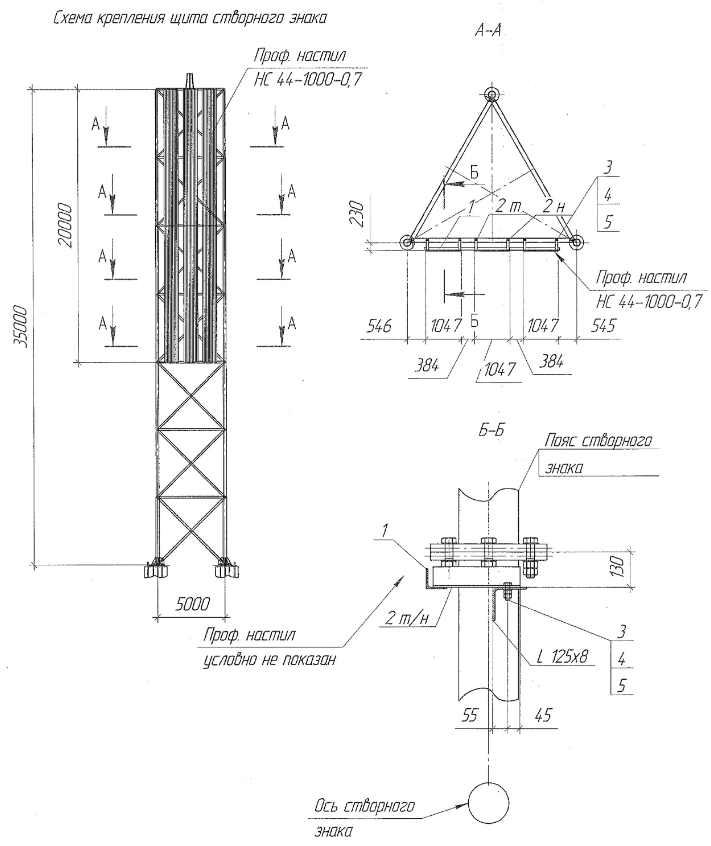 Схема крепления щита створного знака
Проф. настил
НС 44-1000-0,7
А А
А А
А А
А А
20000
35000
5000
А-А
Б
1
2 т
2 н
3
4
5
230
Проф. настил
НС 44-1000-0,7
Б
546
1047
384
1047
384
1047
545
Б-Б
Пояс створного
знака
1
130
2 т/н
Проф. настил
условно не показан
L 125x8
3
4
5
55
45
Ось створного
знака